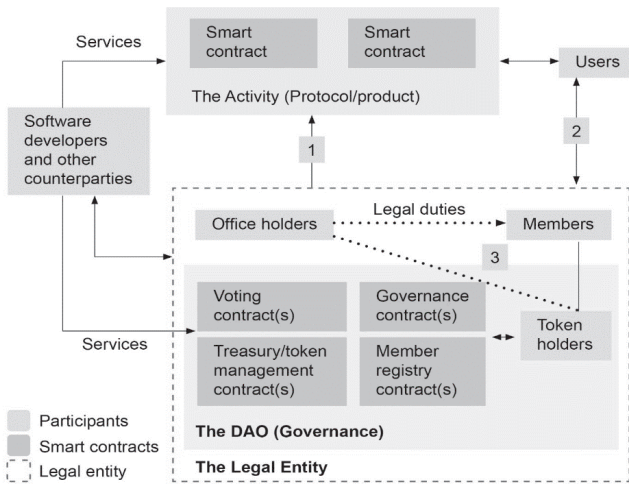 Services
Smart
contract
Smart
contract
Users
The Activity (Protocol/product)
Software
developers
and other
counterparties
1
2
Office holders
Legal duties
Members
3
Voting
contract(s)
Governance
contract(s)
Treasury/token
management
contract(s)
Member
registry
contract(s)
Token
holders
Services
The DAO (Governance)
The Legal Entity
Participants
Smart contracts
Legal entity